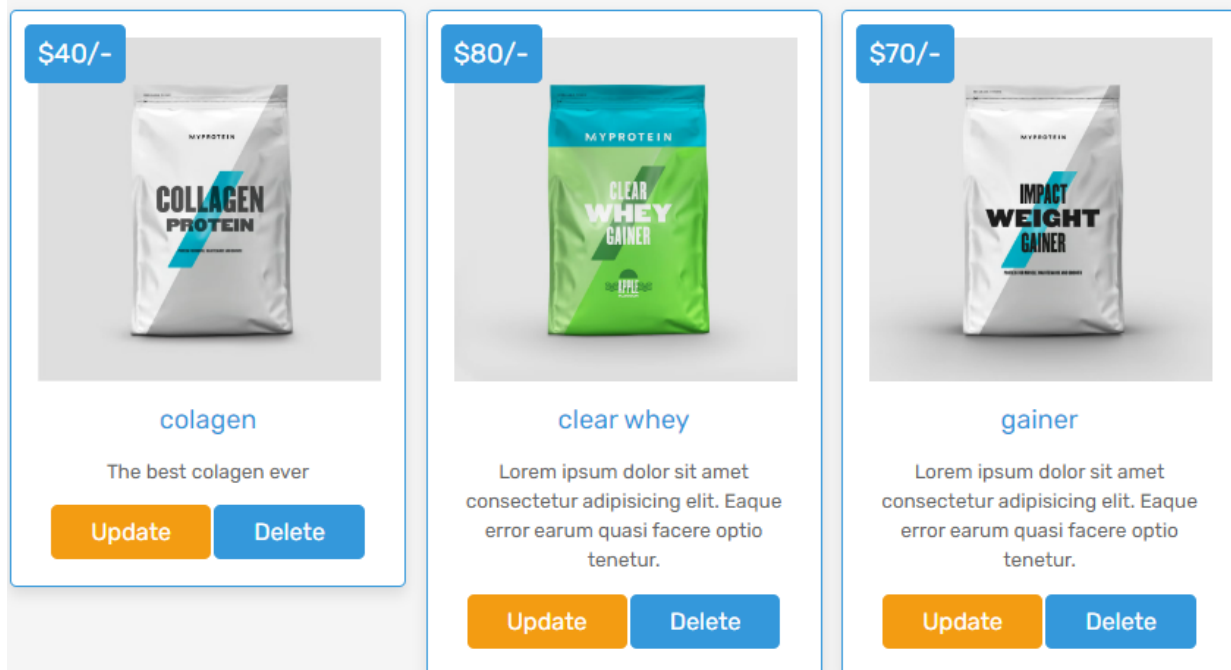 $40/-
MYPROTEIN
COLLAGEN
PROTEIN
colagen
The best colagen ever
Update Delete
$80/-
MYPROTEIN
CLEAR
WHEY
GAINER
APPLE
clear whey
Lorem ipsum dolor sit amet
consectetur adipisicing elit. Eaque
error earum quasi facere optio
tenetur.
Update Delete
$70/-
MYPROTEIN
IMPACT
WEIGHT
GAINER
gainer
Lorem ipsum dolor sit amet
consectetur adipisicing elit. Eaque
error earum quasi facere optio
tenetur.
Update Delete